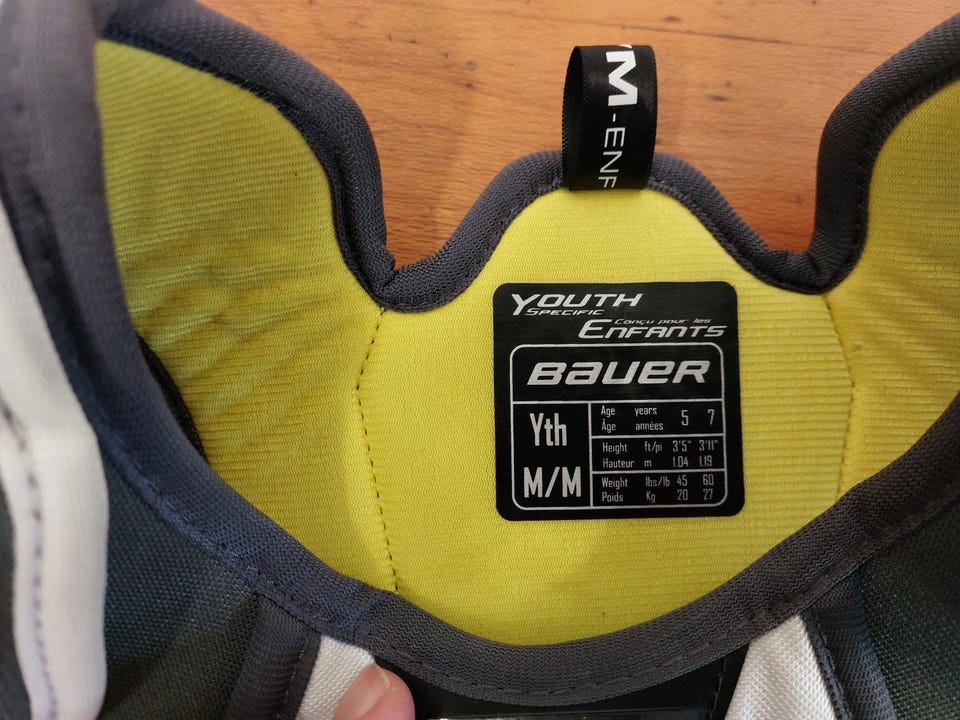 M-ENF
YOUTH
SPECIFIC
Conçu pour les
ENFANTS
BAUER
Yth
M/M
Age years 5 7
Âge années
Height ft/pi 3'5" 3'11"
Hauteur m 1.04 1.19
Weight lbs/lb 45 60
Poids Kg 20 27